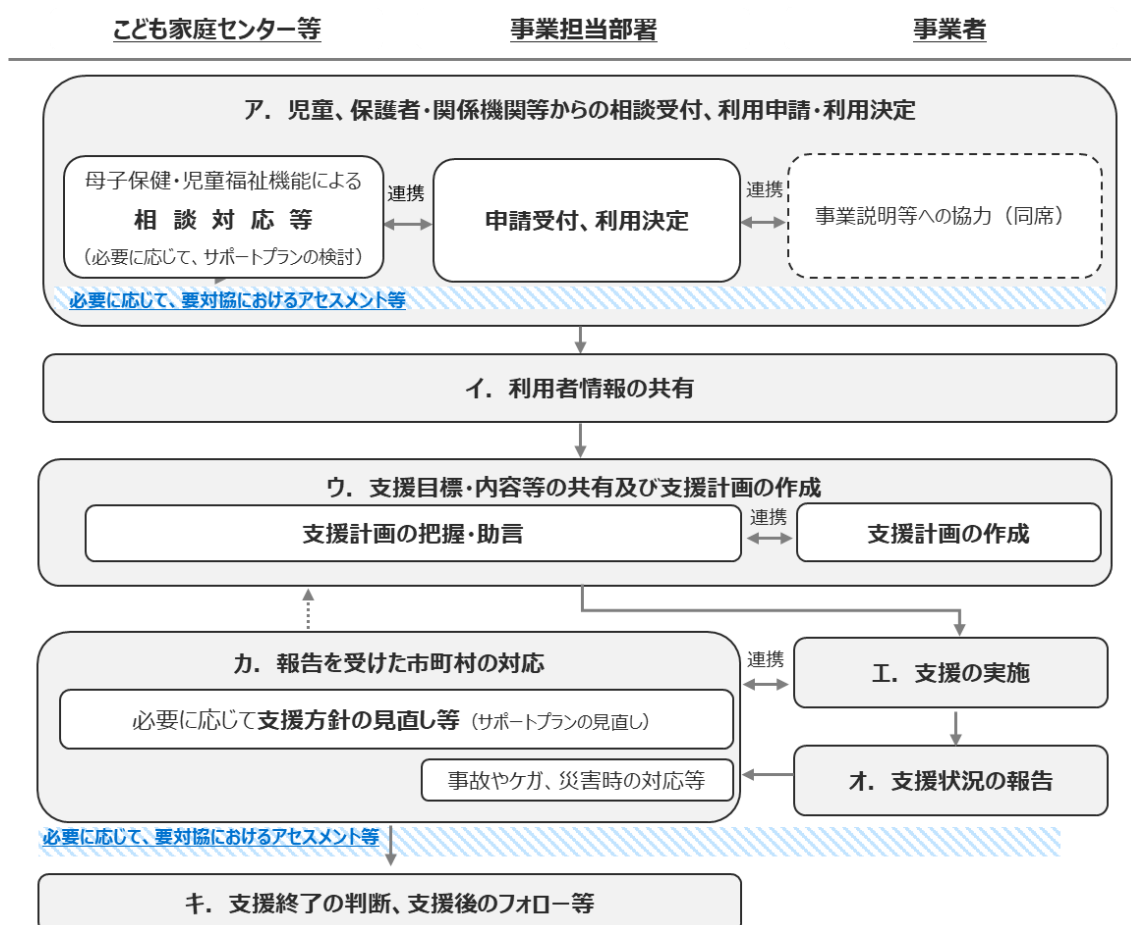 こども家庭センター等
事業担当部署
事業者
ア．児童、保護者・関係機関等からの相談受付、利用申請・利用決定
母子保健・児童福祉機能による
相談対応等
（必要に応じて、サポートプランの検討）
連携
申請受付、利用決定
連携
事業説明等への協力（同席）
必要に応じて、要対協におけるアセスメント等
イ．利用者情報の共有
ウ．支援目標・内容等の共有及び支援計画の作成
支援計画の把握・助言
連携
支援計画の作成
カ．報告を受けた市町村の対応
連携
エ．支援の実施
必要に応じて支援方針の見直し等（サポートプランの見直し）
事故やケガ、災害時の対応等
オ．支援状況の報告
必要に応じて、要対協におけるアセスメント等
キ．支援終了の判断、支援後のフォロー等